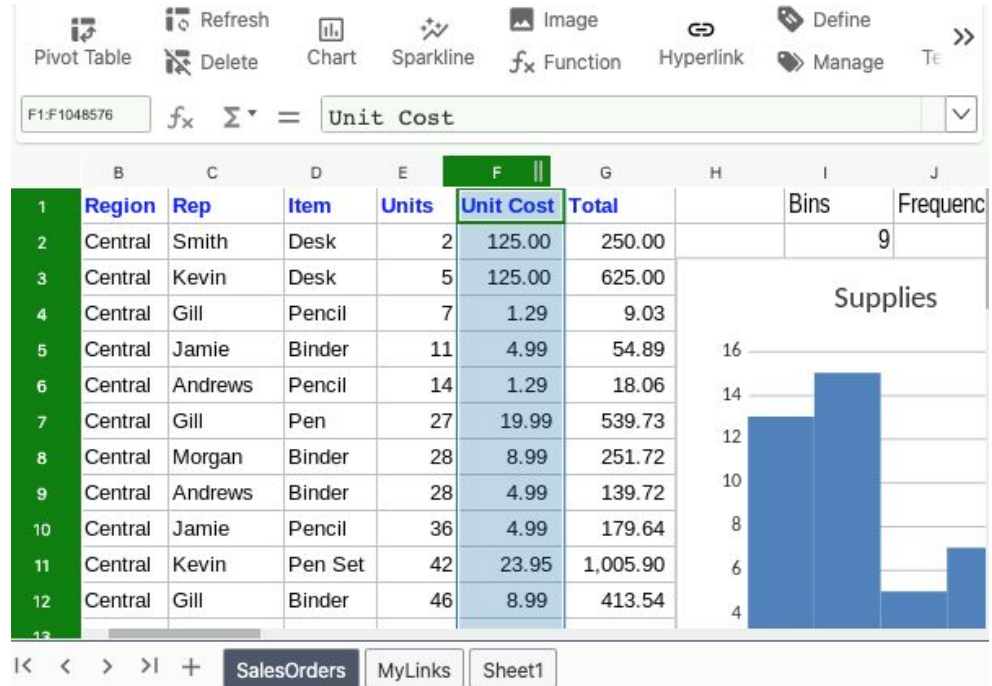 Refresh Image Define
Pivot Table Delete Chart Sparkline fx Function Hyperlink Manage Te
F1:F1048576 fx Σ = Unit Cost
B C D E F G H I J
1 Region Rep Item Units Unit Cost Total Bins Frequenc
2 Central Smith Desk 2 125.00 250.00 9
3 Central Kevin Desk 5 125.00 625.00
4 Central Gill Pencil 7 1.29 9.03
5 Central Jamie Binder 11 4.99 54.89
6 Central Andrews Pencil 14 1.29 18.06
7 Central Gill Pen 27 19.99 539.73
8 Central Morgan Binder 28 8.99 251.72
9 Central Andrews Binder 28 4.99 139.72
10 Central Jamie Pencil 36 4.99 179.64
11 Central Kevin Pen Set 42 23.95 1,005.90
12 Central Gill Binder 46 8.99 413.54
13
Supplies
16
14
12
10
8
6
4
SalesOrders MyLinks Sheet1